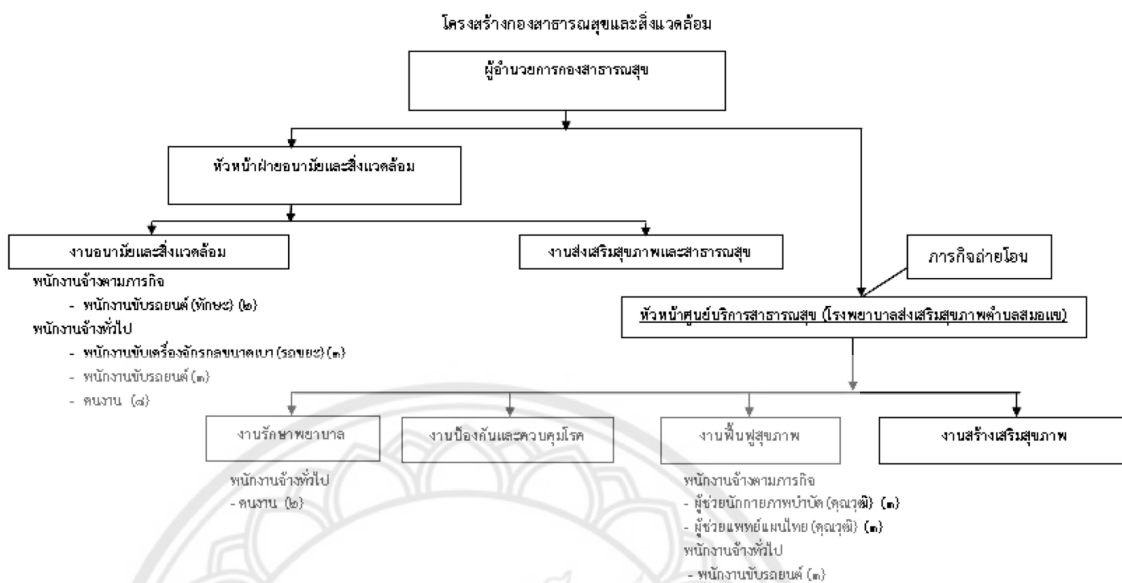 โครงสร้างกองสาธารณสุขและสิ่งแวดล้อม
ผู้อำนวยการกองสาธารณสุข
หัวหน้าฝ่ายอนามัยและสิ่งแวดล้อม
งานอนามัยและสิ่งแวดล้อม
พนักงานจ้างตามภารกิจ
- พนักงานขับรถยนต์ (ทักษะ) (๒)
พนักงานจ้างทั่วไป
- พนักงานขับเครื่องจักรกลขนาดเบา (รถขยะ) (๓)
- พนักงานขับรถยนต์ (๓)
- คนงาน (๘)
งานส่งเสริมสุขภาพและสาธารณสุข
ภารกิจถ่ายโอน
หัวหน้าศูนย์บริการสาธารณสุข (โรงพยาบาลส่งเสริมสุขภาพตำบลสมอแข)
งานรักษาพยาบาล
พนักงานจ้างทั่วไป
- คนงาน (๒)
งานป้องกันและควบคุมโรค
งานฟื้นฟูสุขภาพ
พนักงานจ้างตามภารกิจ
- ผู้ช่วยนักกายภาพบำบัด (คุณวุฒิ) (๓)
- ผู้ช่วยแพทย์แผนไทย (คุณวุฒิ) (๓)
พนักงานจ้างทั่วไป
- พนักงานขับรถยนต์ (๓)
งานสร้างเสริมสุขภาพ